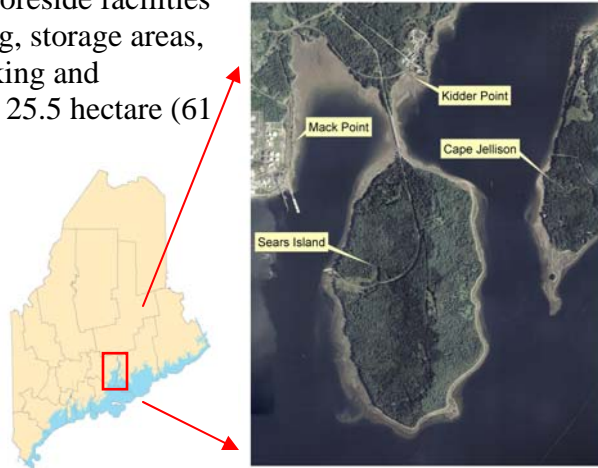 oreside facilities
g, storage areas,
king and
25.5 hectare (61
Kidder Point
Mack Point
Cape Jellison
Sears Island